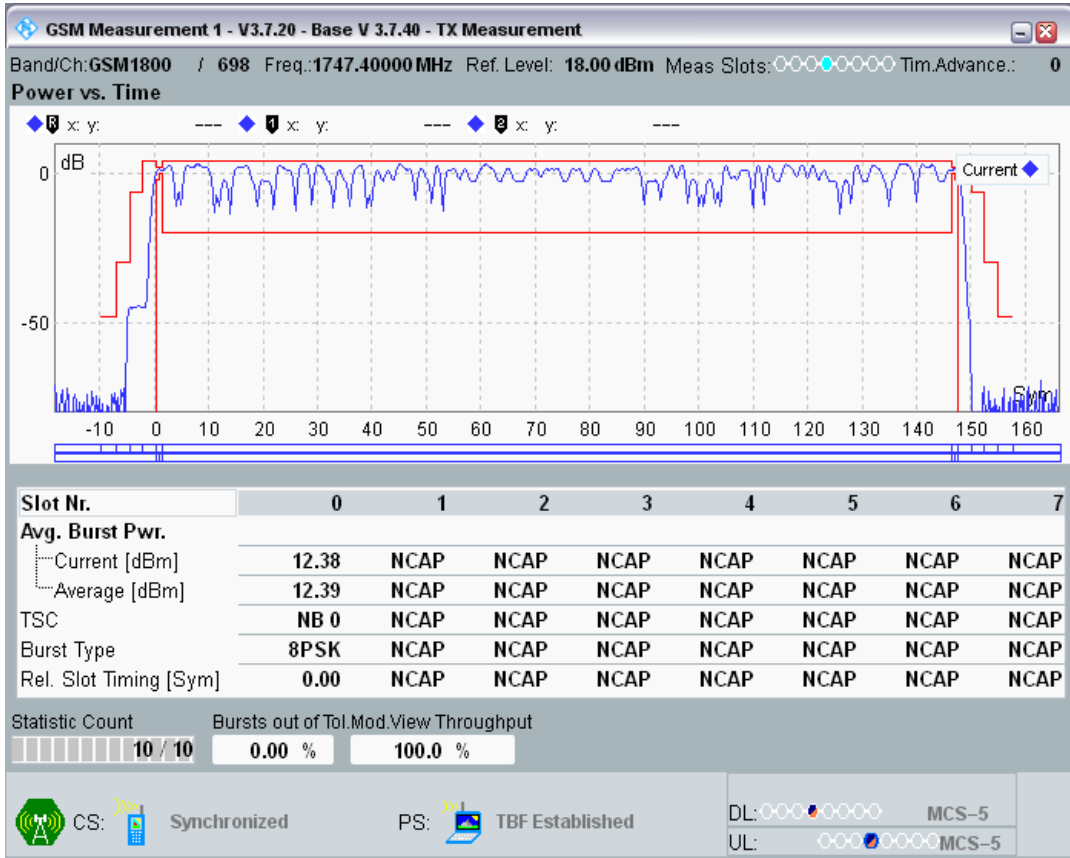 GSM Measurement 1 - V3.7.20 - Base V 3.7.40 - TX Measurement
Band/Ch:GSM1800 / 698 Freq.:1747.40000 MHz Ref. Level: 18.00 dBm Meas Slots: Tim.Advance.: 0
Power vs. Time
R x: y: --- 1 x: y: --- 2 x: y: ---
dB
Current
0
-50
Sym
-10 0 10 20 30 40 50 60 70 80 90 100 110 120 130 140 150 160
Slot Nr. 0 1 2 3 4 5 6 7
Avg. Burst Pwr.
Current [dBm] 12.38 NCAP NCAP NCAP NCAP NCAP NCAP NCAP
Average [dBm] 12.39 NCAP NCAP NCAP NCAP NCAP NCAP NCAP
TSC NB 0 NCAP NCAP NCAP NCAP NCAP NCAP NCAP
Burst Type 8PSK NCAP NCAP NCAP NCAP NCAP NCAP NCAP
Rel. Slot Timing [Sym] 0.00 NCAP NCAP NCAP NCAP NCAP NCAP NCAP
Statistic Count Bursts out of Tol.Mod.View Throughput
10 / 10 0.00 % 100.0 %
CS: Synchronized PS: TBF Established
DL: MCS-5
UL: MCS-5